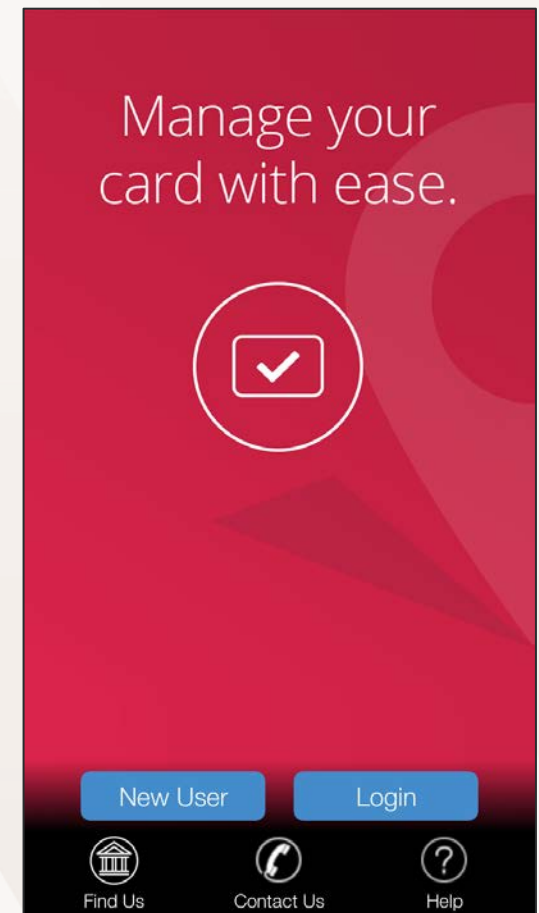 Manage your
card with ease.
New User
Login
Find Us
Contact Us
Help